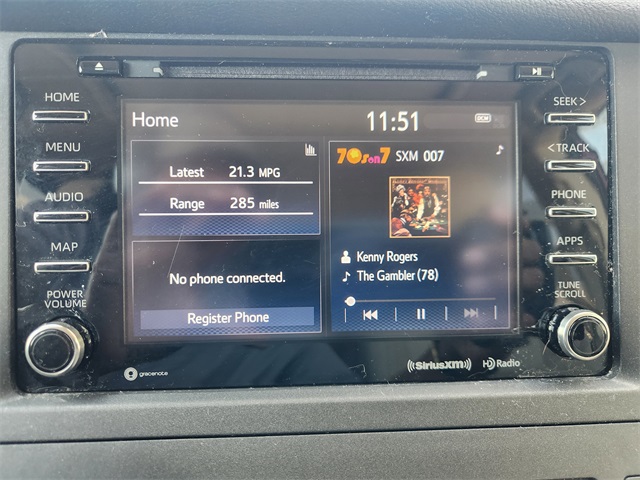 HOME
MENU
AUDIO
MAP
POWER
VOLUME
Home
11:51
DCM
Latest 21.3 MPG
Range 285 miles
No phone connected.
Register Phone
70s on 7 SXM 007
Kenny Rogers
The Gambler (78)
SEEK >
< TRACK
PHONE
APPS
TUNE
SCROLL
gracenote
((SiriusXM))
HD Radio